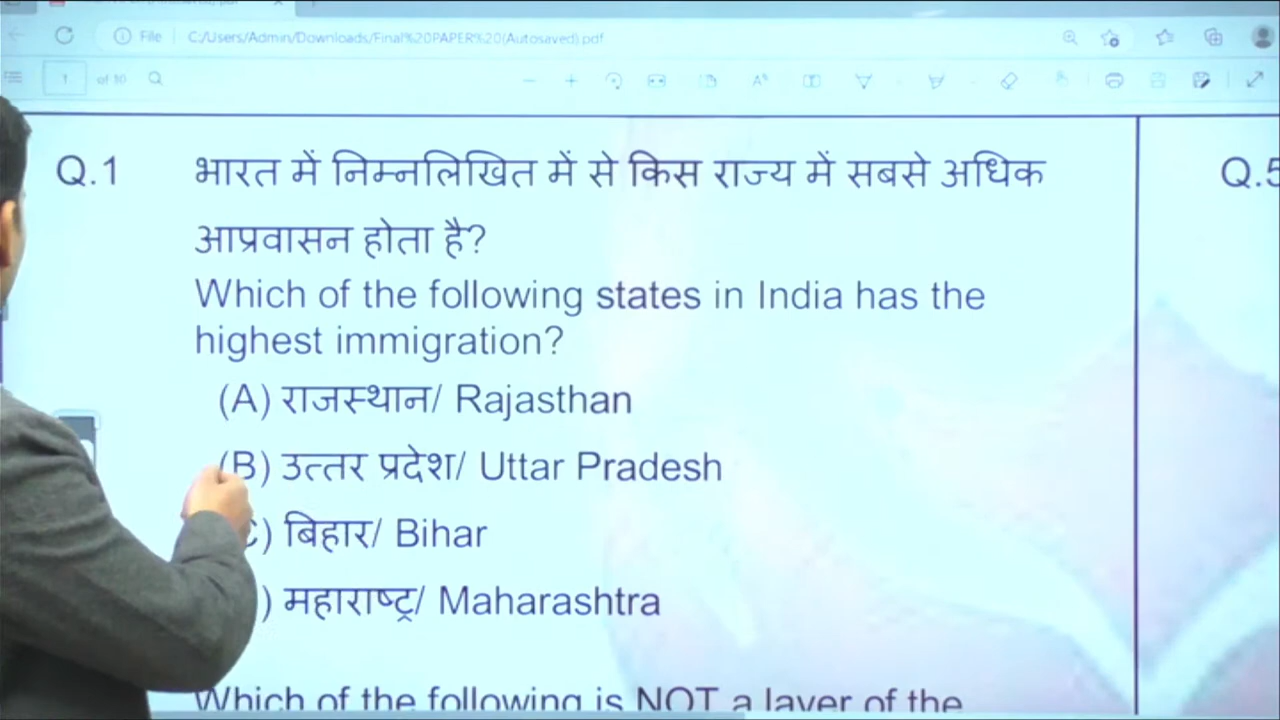 File C:/Users/Admin/Downloads/Final%20PAPER%20(Autosaved).pdf
1 of 30
Q.1 भारत में निम्नलिखित में से किस राज्य में सबसे अधिक
आप्रवासन होता है?
Which of the following states in India has the
highest immigration?
(A) राजस्थान/ Rajasthan
(B) उत्तर प्रदेश/ Uttar Pradesh
) बिहार/ Bihar
) महाराष्ट्र/ Maharashtra
Which of the following is NOT a layer of the
Q.5